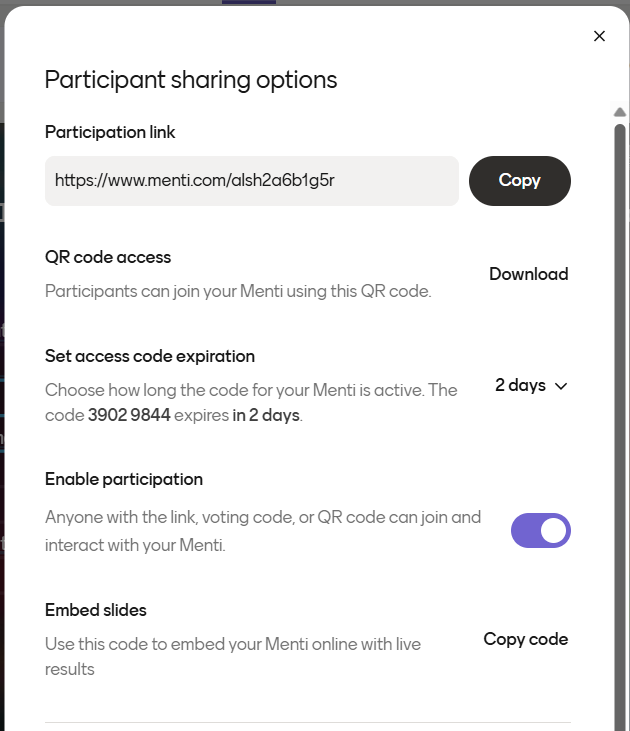 Participant sharing options
Participation link
https://www.menti.com/alsh2a6b1g5r
Copy
QR code access
Download
Participants can join your Menti using this QR code.
Set access code expiration
Choose how long the code for your Menti is active. The
2 days
code 3902 9844 expires in 2 days.
Enable participation
Anyone with the link, voting code, or QR code can join and
interact with your Menti.
Embed slides
Use this code to embed your Menti online with live
Copy code
results